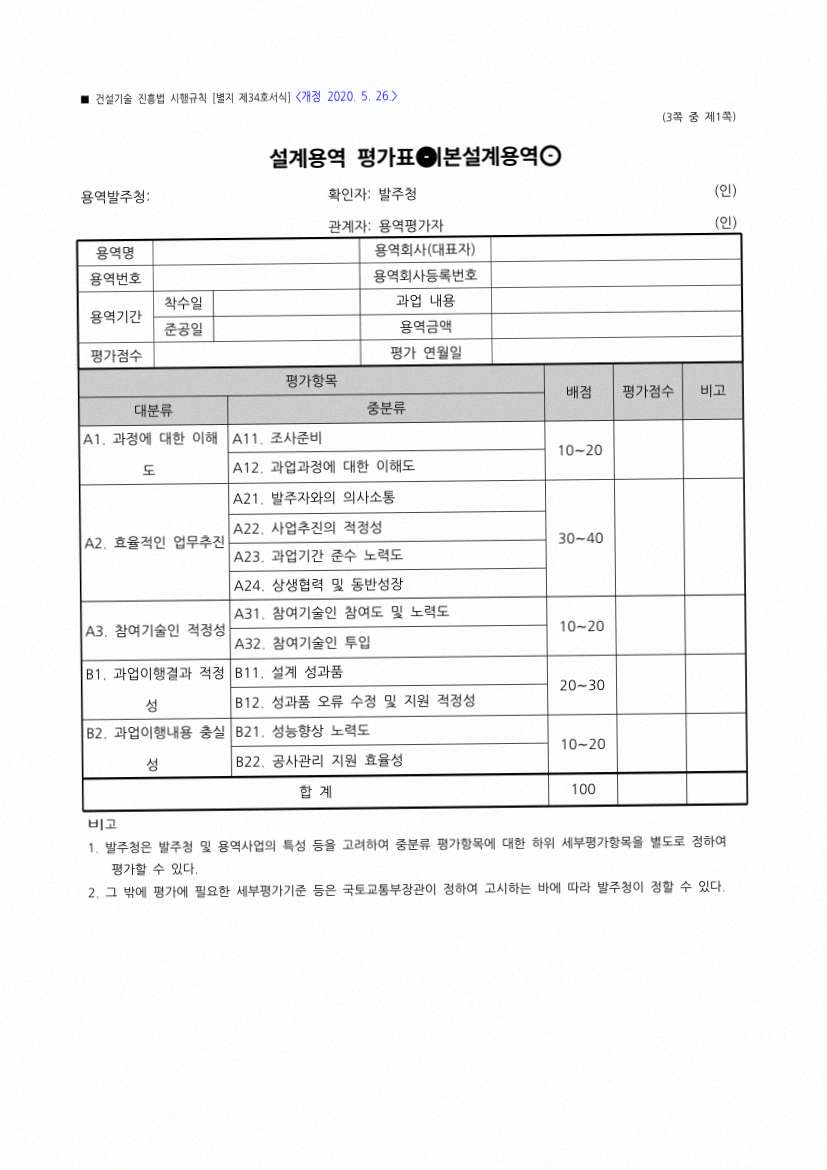 ■ 건설기술 진흥법 시행규칙 [별지 제34호서식] <개정 2020. 5. 26.>
(3쪽 중 제1쪽)
설계용역 평가표 본설계용역
용역발주청: 확인자: 발주청 (인)
관계자: 용역평가자 (인)
용역명 용역회사(대표자)
용역번호 용역회사등록번호
용역기간 착수일 과업 내용
준공일 용역금액
평가점수 평가 연월일
평가항목 배점 평가점수 비고
대분류 중분류
A1. 과정에 대한 이해도 A11. 조사준비 10~20
A12. 과업과정에 대한 이해도
A2. 효율적인 업무추진 A21. 발주자와의 의사소통 30~40
A22. 사업추진의 적정성
A23. 과업기간 준수 노력도
A24. 상생협력 및 동반성장
A3. 참여기술인 적정성 A31. 참여기술인 참여도 및 노력도 10~20
A32. 참여기술인 투입
B1. 과업이행결과 적정성 B11. 설계 성과품 20~30
B12. 성과품 오류 수정 및 지원 적정성
B2. 과업이행내용 충실성 B21. 성능향상 노력도 10~20
B22. 공사관리 지원 효율성
합 계 100
비고
1. 발주청은 발주청 및 용역사업의 특성 등을 고려하여 중분류 평가항목에 대한 하위 세부평가항목을 별도로 정하여
평가할 수 있다.
2. 그 밖에 평가에 필요한 세부평가기준 등은 국토교통부장관이 정하여 고시하는 바에 따라 발주청이 정할 수 있다.